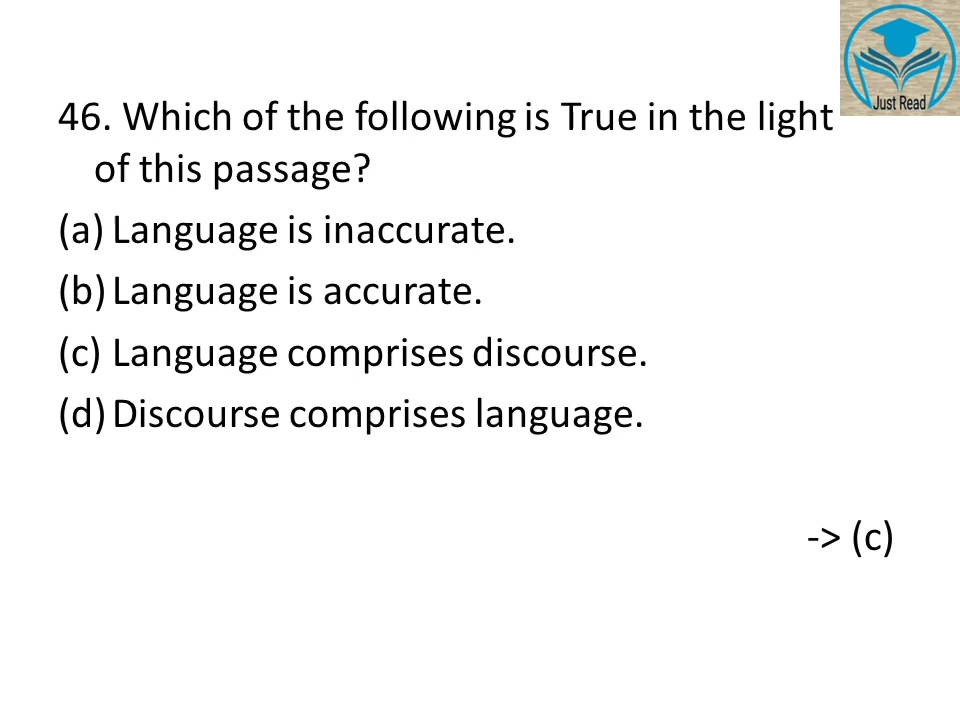 Just Read
46. Which of the following is True in the light
of this passage?
(a) Language is inaccurate.
(b) Language is accurate.
(c) Language comprises discourse.
(d) Discourse comprises language.
-> (c)